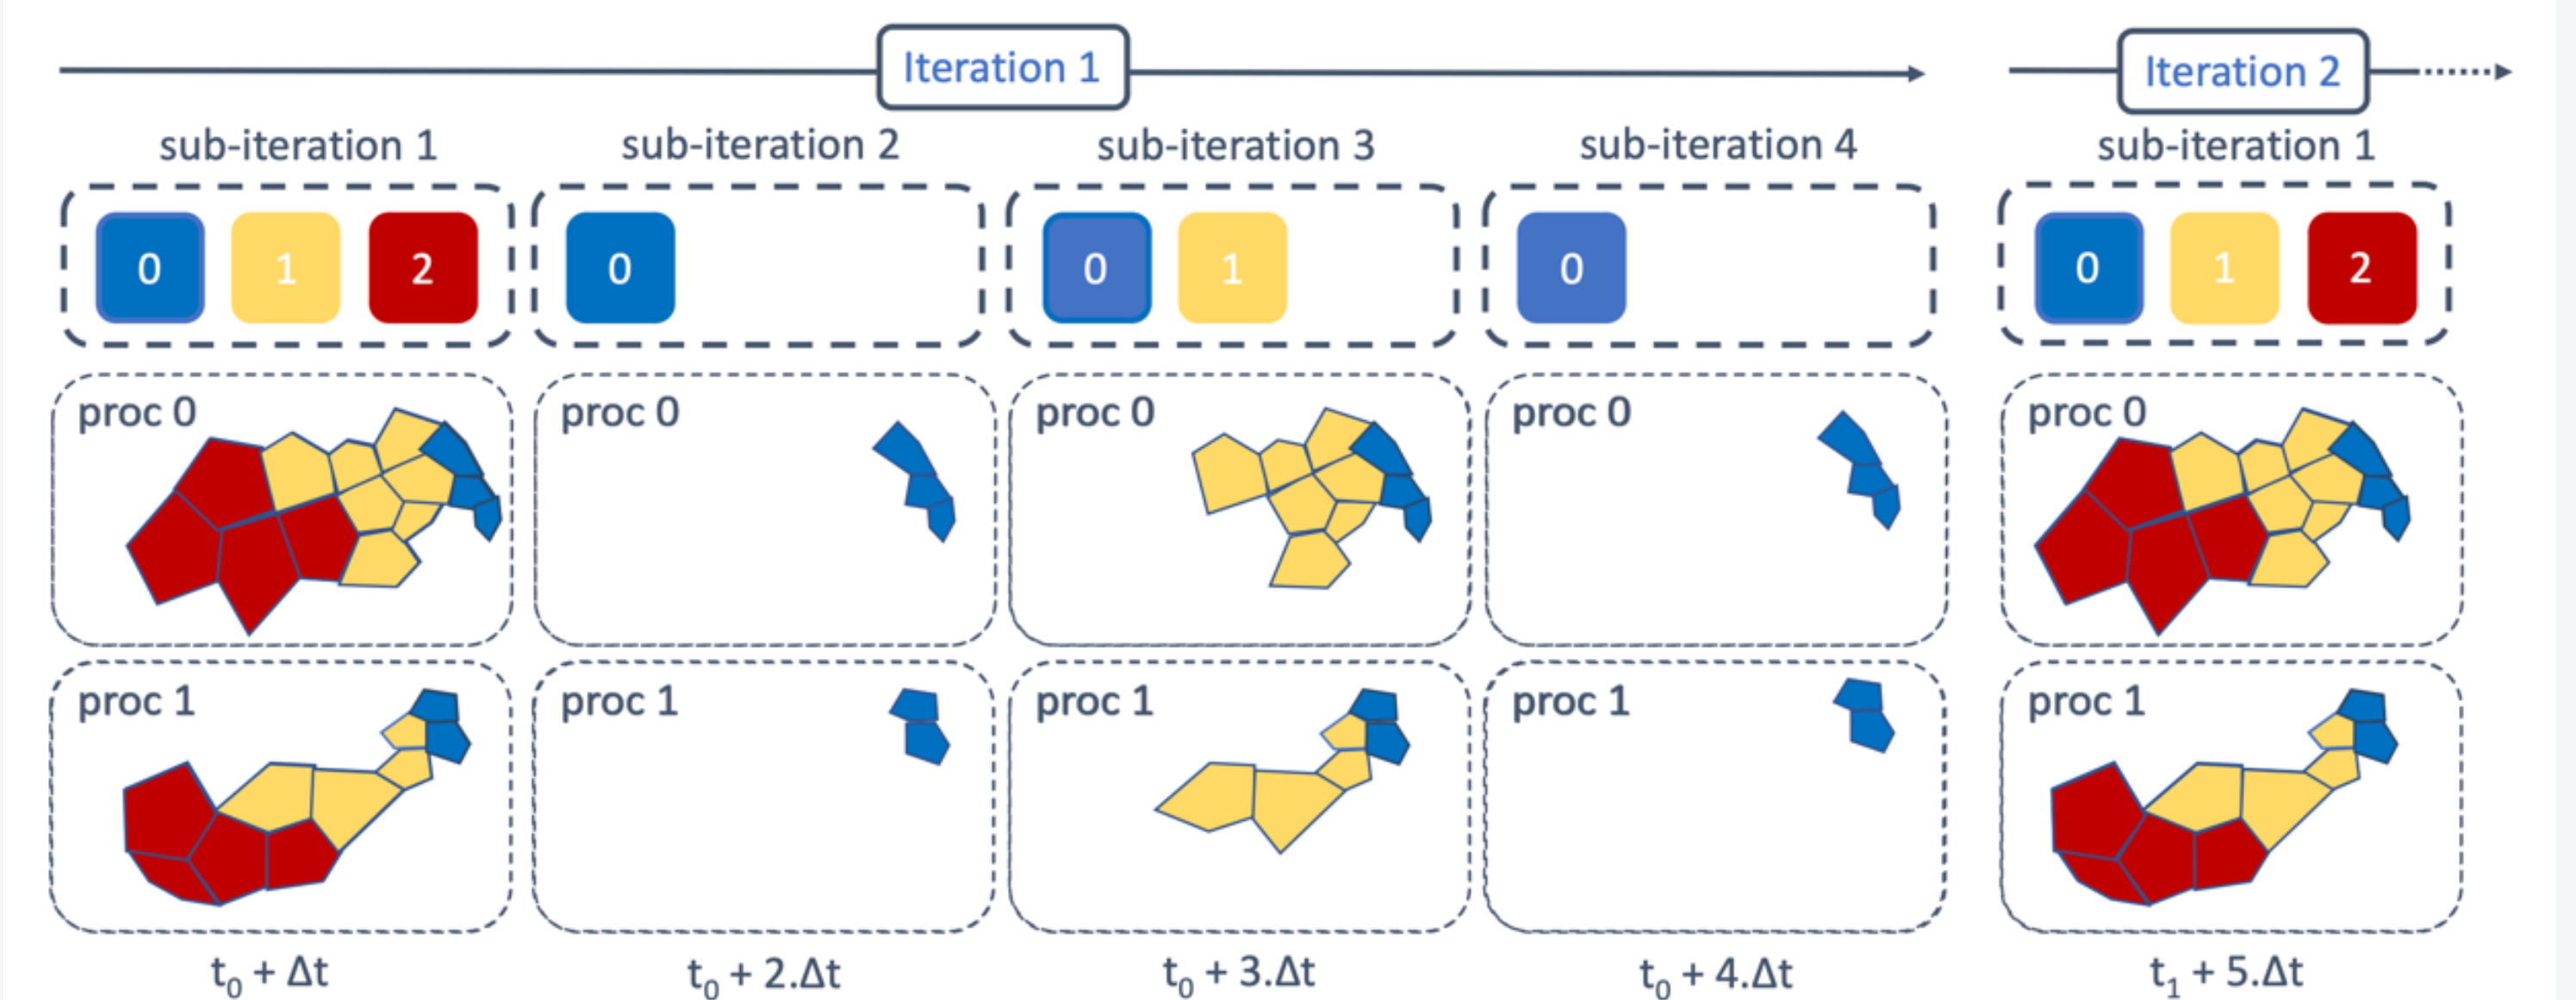 Iteration 1
Iteration 2
sub-iteration 1
sub-iteration 2
sub-iteration 3
sub-iteration 4
sub-iteration 1
0 1 2
0
0 1
0
0 1 2
proc 0
proc 0
proc 0
proc 0
proc 0
proc 1
proc 1
proc 1
proc 1
proc 1
t₀ + Δt
t₀ + 2.Δt
t₀ + 3.Δt
t₀ + 4.Δt
t₁ + 5.Δt